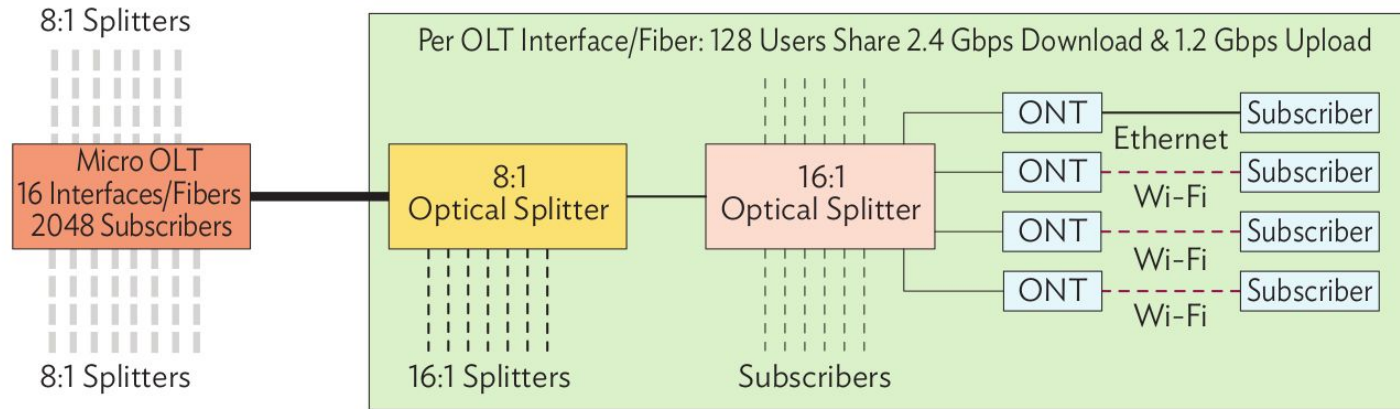 8:1 Splitters
Per OLT Interface/Fiber: 128 Users Share 2.4 Gbps Download & 1.2 Gbps Upload
Micro OLT
16 Interfaces/Fibers
2048 Subscribers
8:1
Optical Splitter
16:1
Optical Splitter
ONT
Ethernet
Subscriber
ONT
Wi-Fi
Subscriber
ONT
Wi-Fi
Subscriber
ONT
Wi-Fi
Subscriber
8:1 Splitters
16:1 Splitters
Subscribers